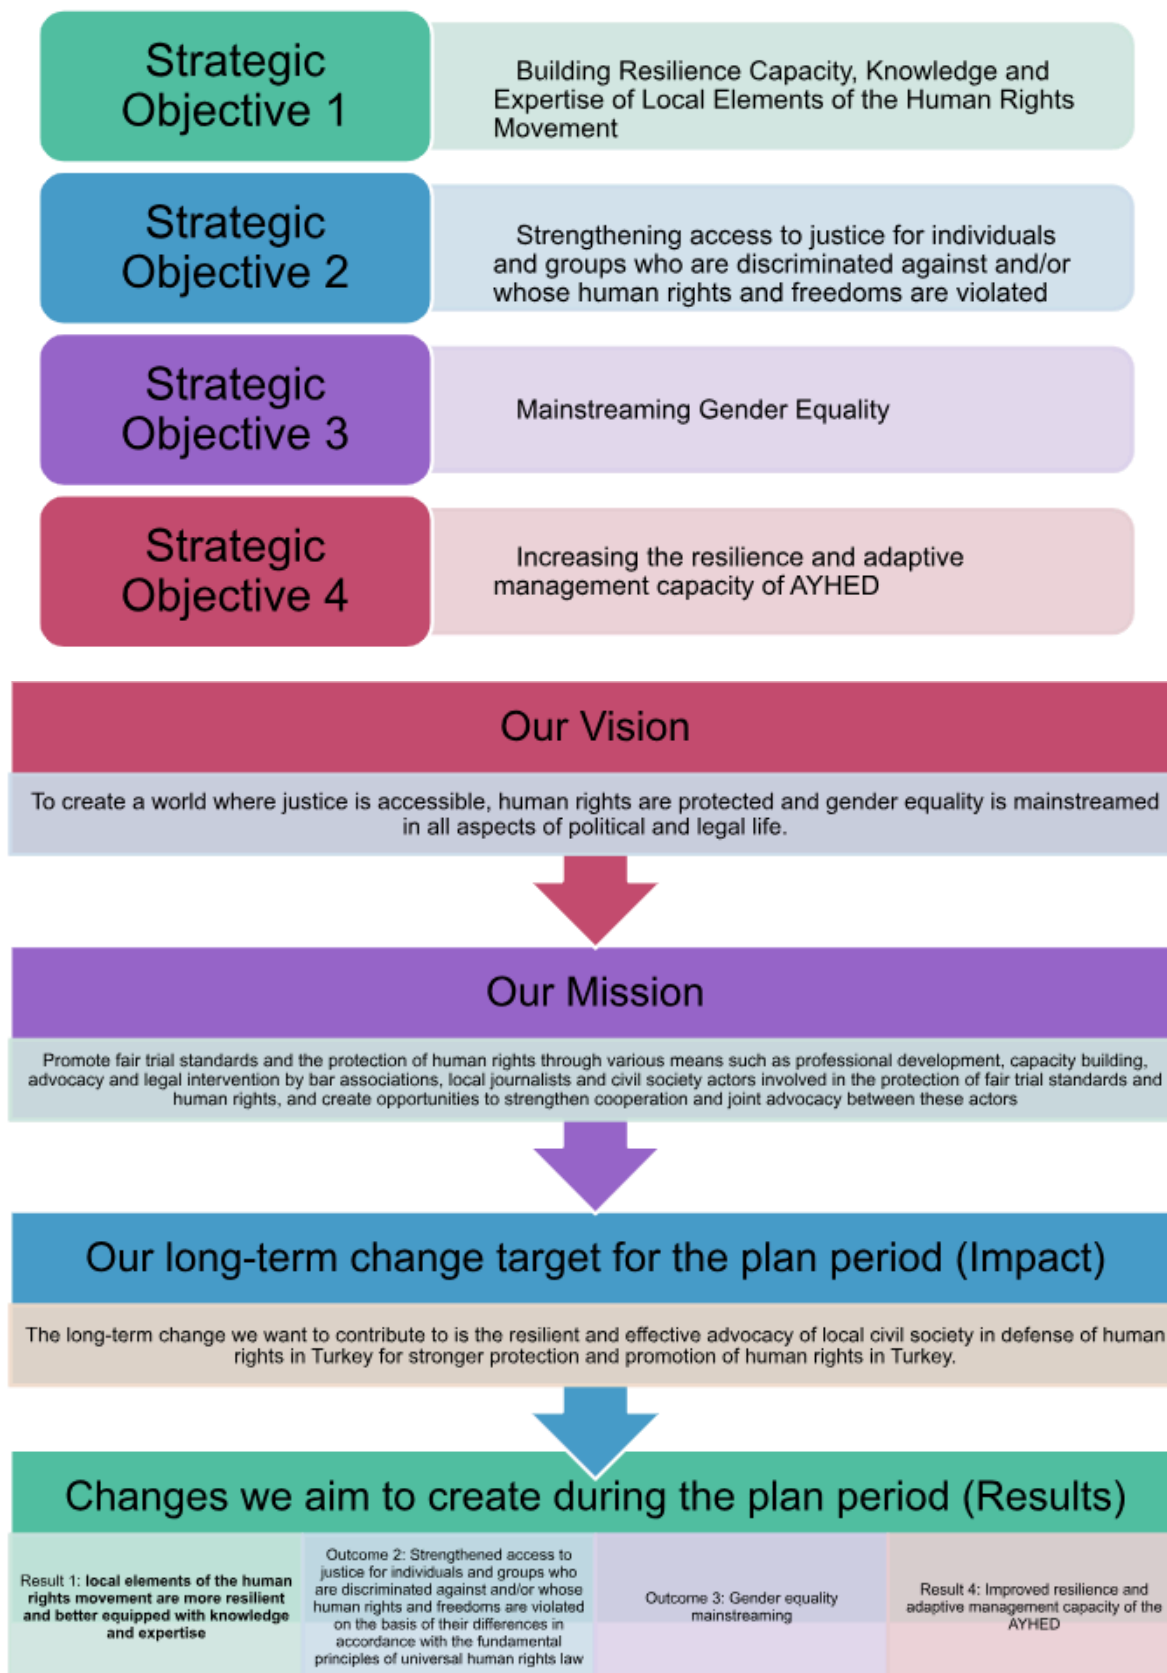 Strategic
Objective 1
Building Resilience Capacity, Knowledge and
Expertise of Local Elements of the Human Rights
Movement
Strategic
Objective 2
Strengthening access to justice for individuals
and groups who are discriminated against and/or
whose human rights and freedoms are violated
Strategic
Objective 3
Mainstreaming Gender Equality
Strategic
Objective 4
Increasing the resilience and adaptive
management capacity of AYHED
Our Vision
To create a world where justice is accessible, human rights are protected and gender equality is mainstreamed
in all aspects of political and legal life.
Our Mission
Promote fair trial standards and the protection of human rights through various means such as professional development, capacity building,
advocacy and legal intervention by bar associations, local journalists and civil society actors involved in the protection of fair trial standards and
human rights, and create opportunities to strengthen cooperation and joint advocacy between these actors
Our long-term change target for the plan period (Impact)
The long-term change we want to contribute to is the resilient and effective advocacy of local civil society in defense of human
rights in Turkey for stronger protection and promotion of human rights in Turkey.
Changes we aim to create during the plan period (Results)
Result 1: local elements of the human
rights movement are more resilient
and better equipped with knowledge
and expertise
Outcome 2: Strengthened access to
justice for individuals and groups who
are discriminated against and/or whose
human rights and freedoms are violated
on the basis of their differences in
accordance with the fundamental
principles of universal human rights law
Outcome 3: Gender equality
mainstreaming
Result 4: Improved resilience and
adaptive management capacity of the
AYHED